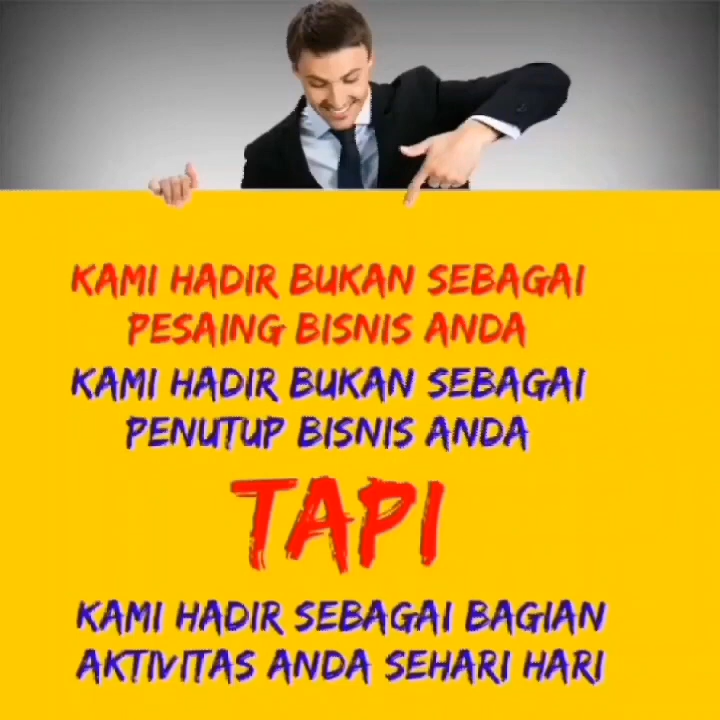 KAMI HADIR BUKAN SEBAGAI
PESAING BISNIS ANDA
KAMI HADIR BUKAN SEBAGAI
PENUTUP BISNIS ANDA
TAPI
KAMI HADIR SEBAGAI BAGIAN
AKTIVITAS ANDA SEHARI HARI